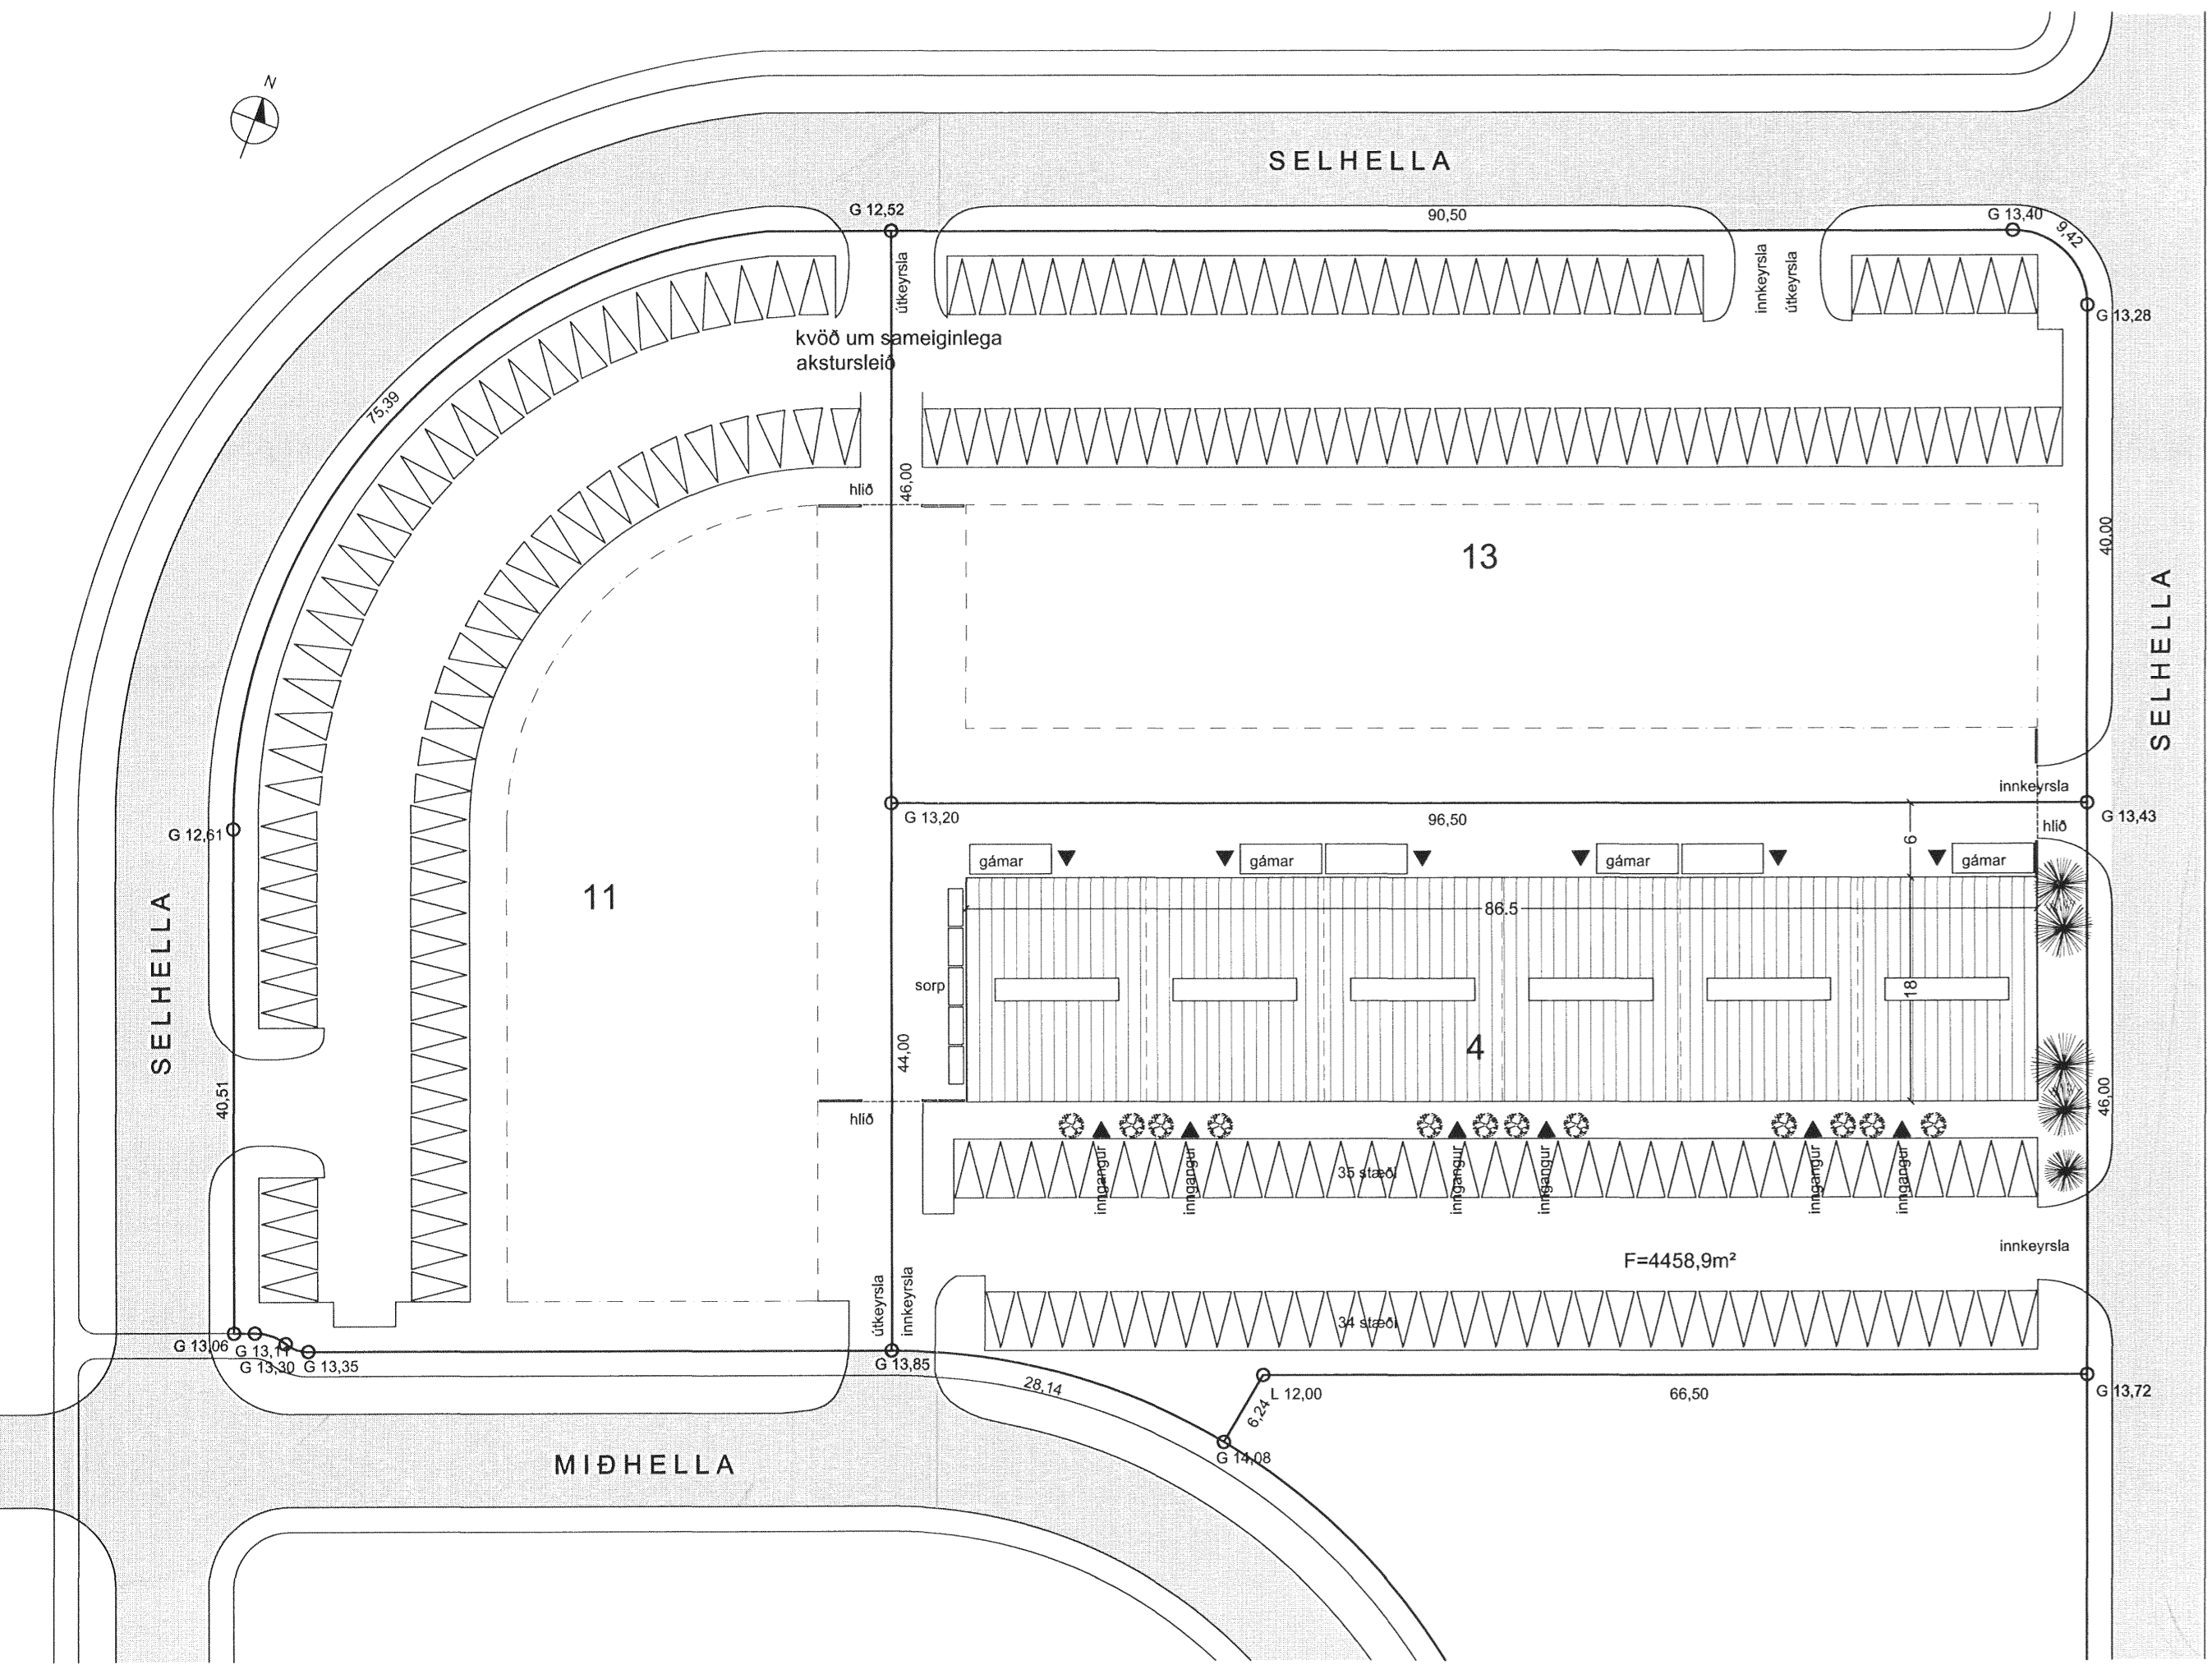 N
SELHELLA
G 12,52
90,50
G 13,40
9,42
útkeyrsla
innkeyrsla
útkeyrsla
G 13,28
kvöð um sameiginlega
akstursleið
75,39
46,00
hlið
13
40,00
SELHELLA
innkeyrsla
G 12,61
G 13,20
96,50
G 13,43
hlið
6
gámar
gámar
gámar
gámar
11
86.5
SELHELLA
sorp
18
4
44,00
40,51
46,00
hlið
35 stæði
inngangur
inngangur
inngangur
inngangur
inngangur
inngangur
innkeyrsla
F=4458,9m²
útkeyrsla
innkeyrsla
34 stæði
G 13,06
G 13,11
G 13,30
G 13,35
G 13,85
28,14
L 12,00
66,50
G 13,72
6,24
G 14,08
MIÐHELLA